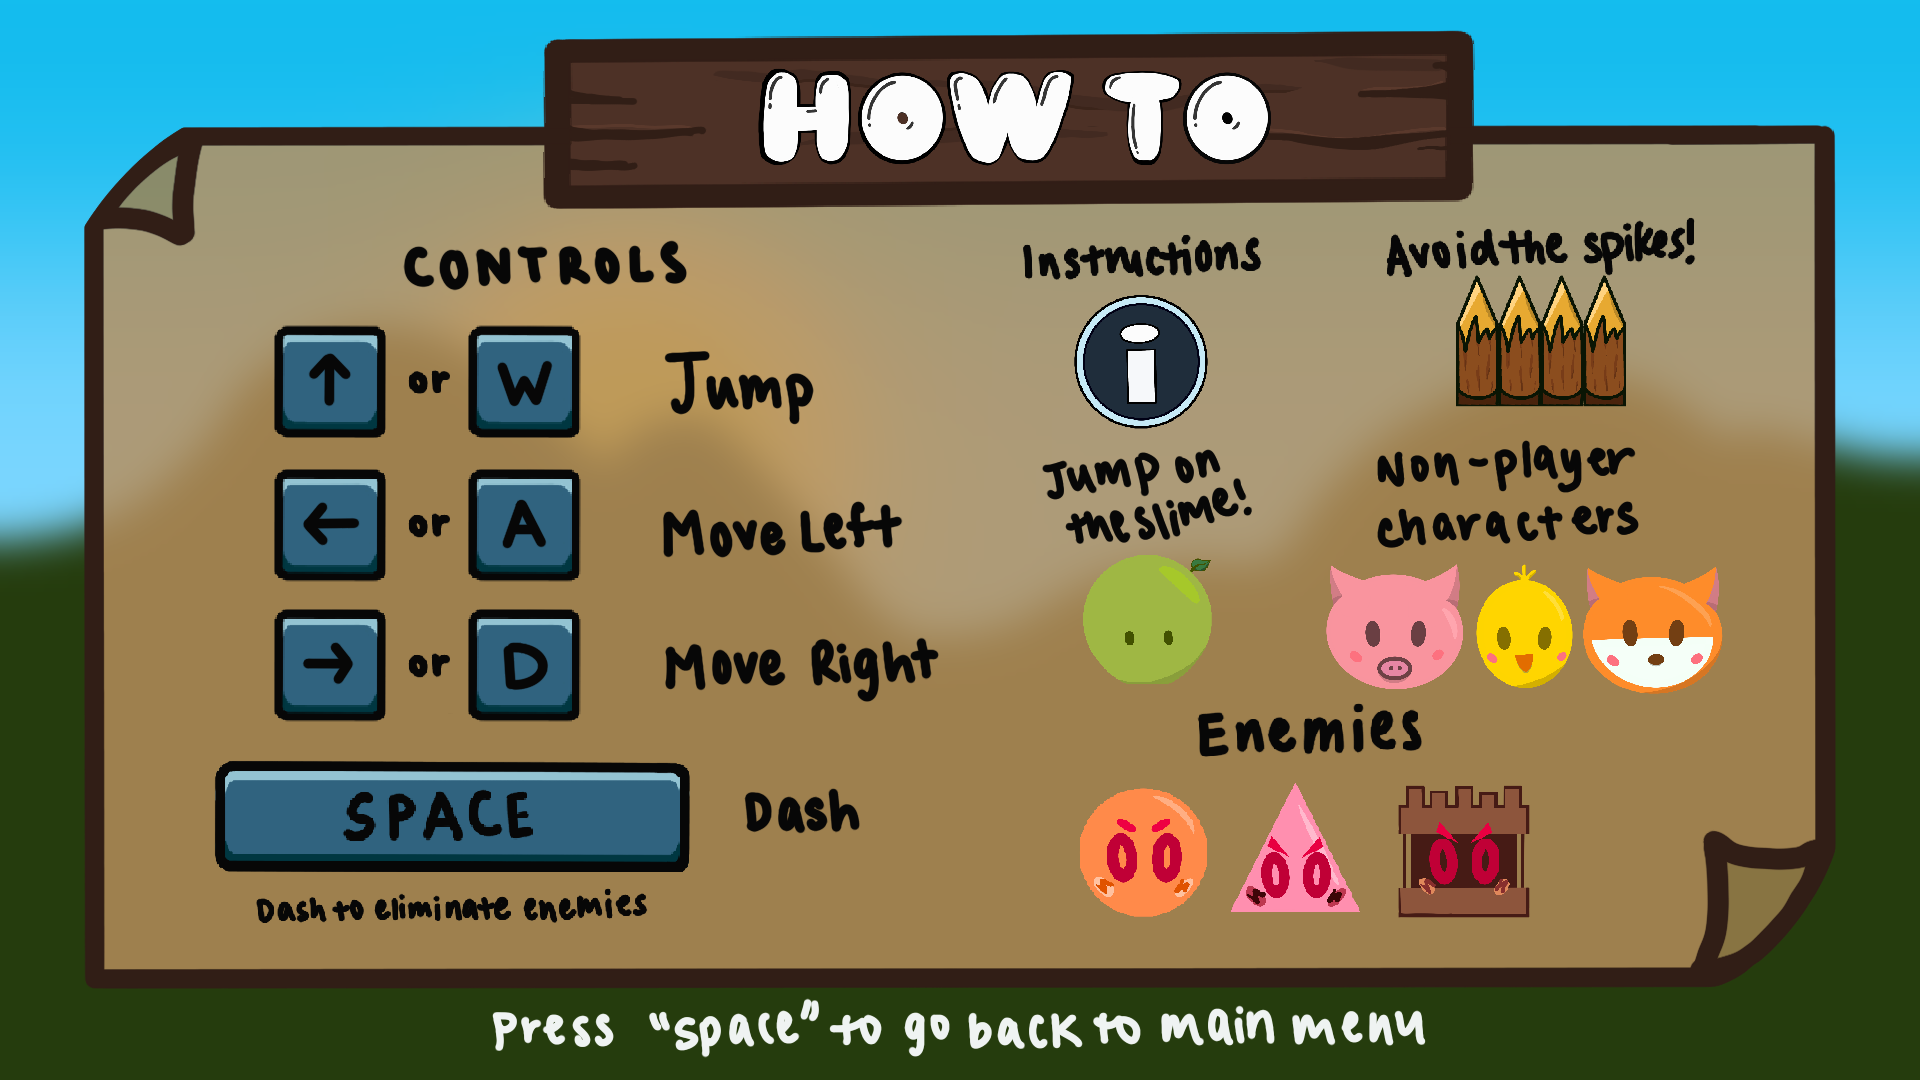 HOW TO
CONTROLS
↑ or W Jump
← or A Move Left
→ or D Move Right
SPACE Dash
Dash to eliminate enemies
Instructions
i
Avoid the spikes!
Jump on
the slime!
Non-player
characters
Enemies
Press "space" to go back to main menu